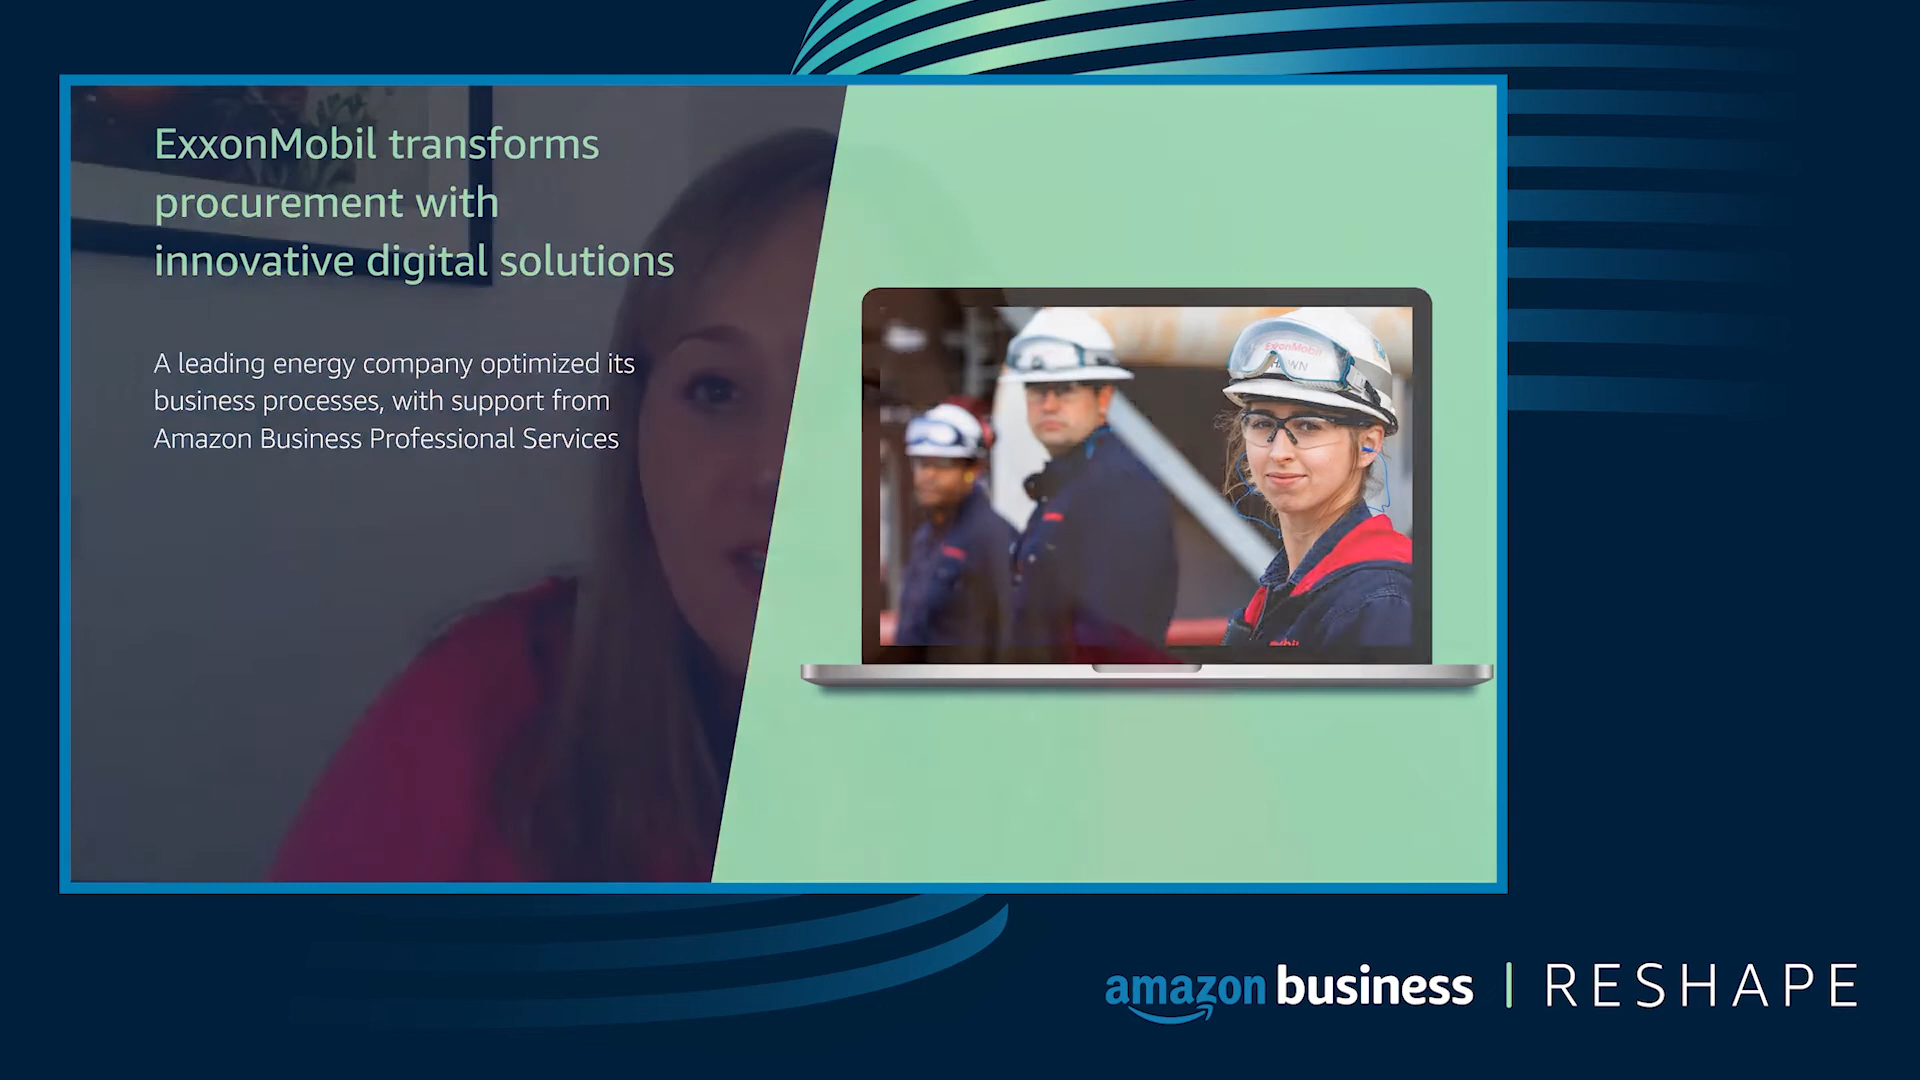 ExxonMobil transforms
procurement with
innovative digital solutions
A leading energy company optimized its
business processes, with support from
Amazon Business Professional Services
ExxonMobil
amazon business | RESHAPE